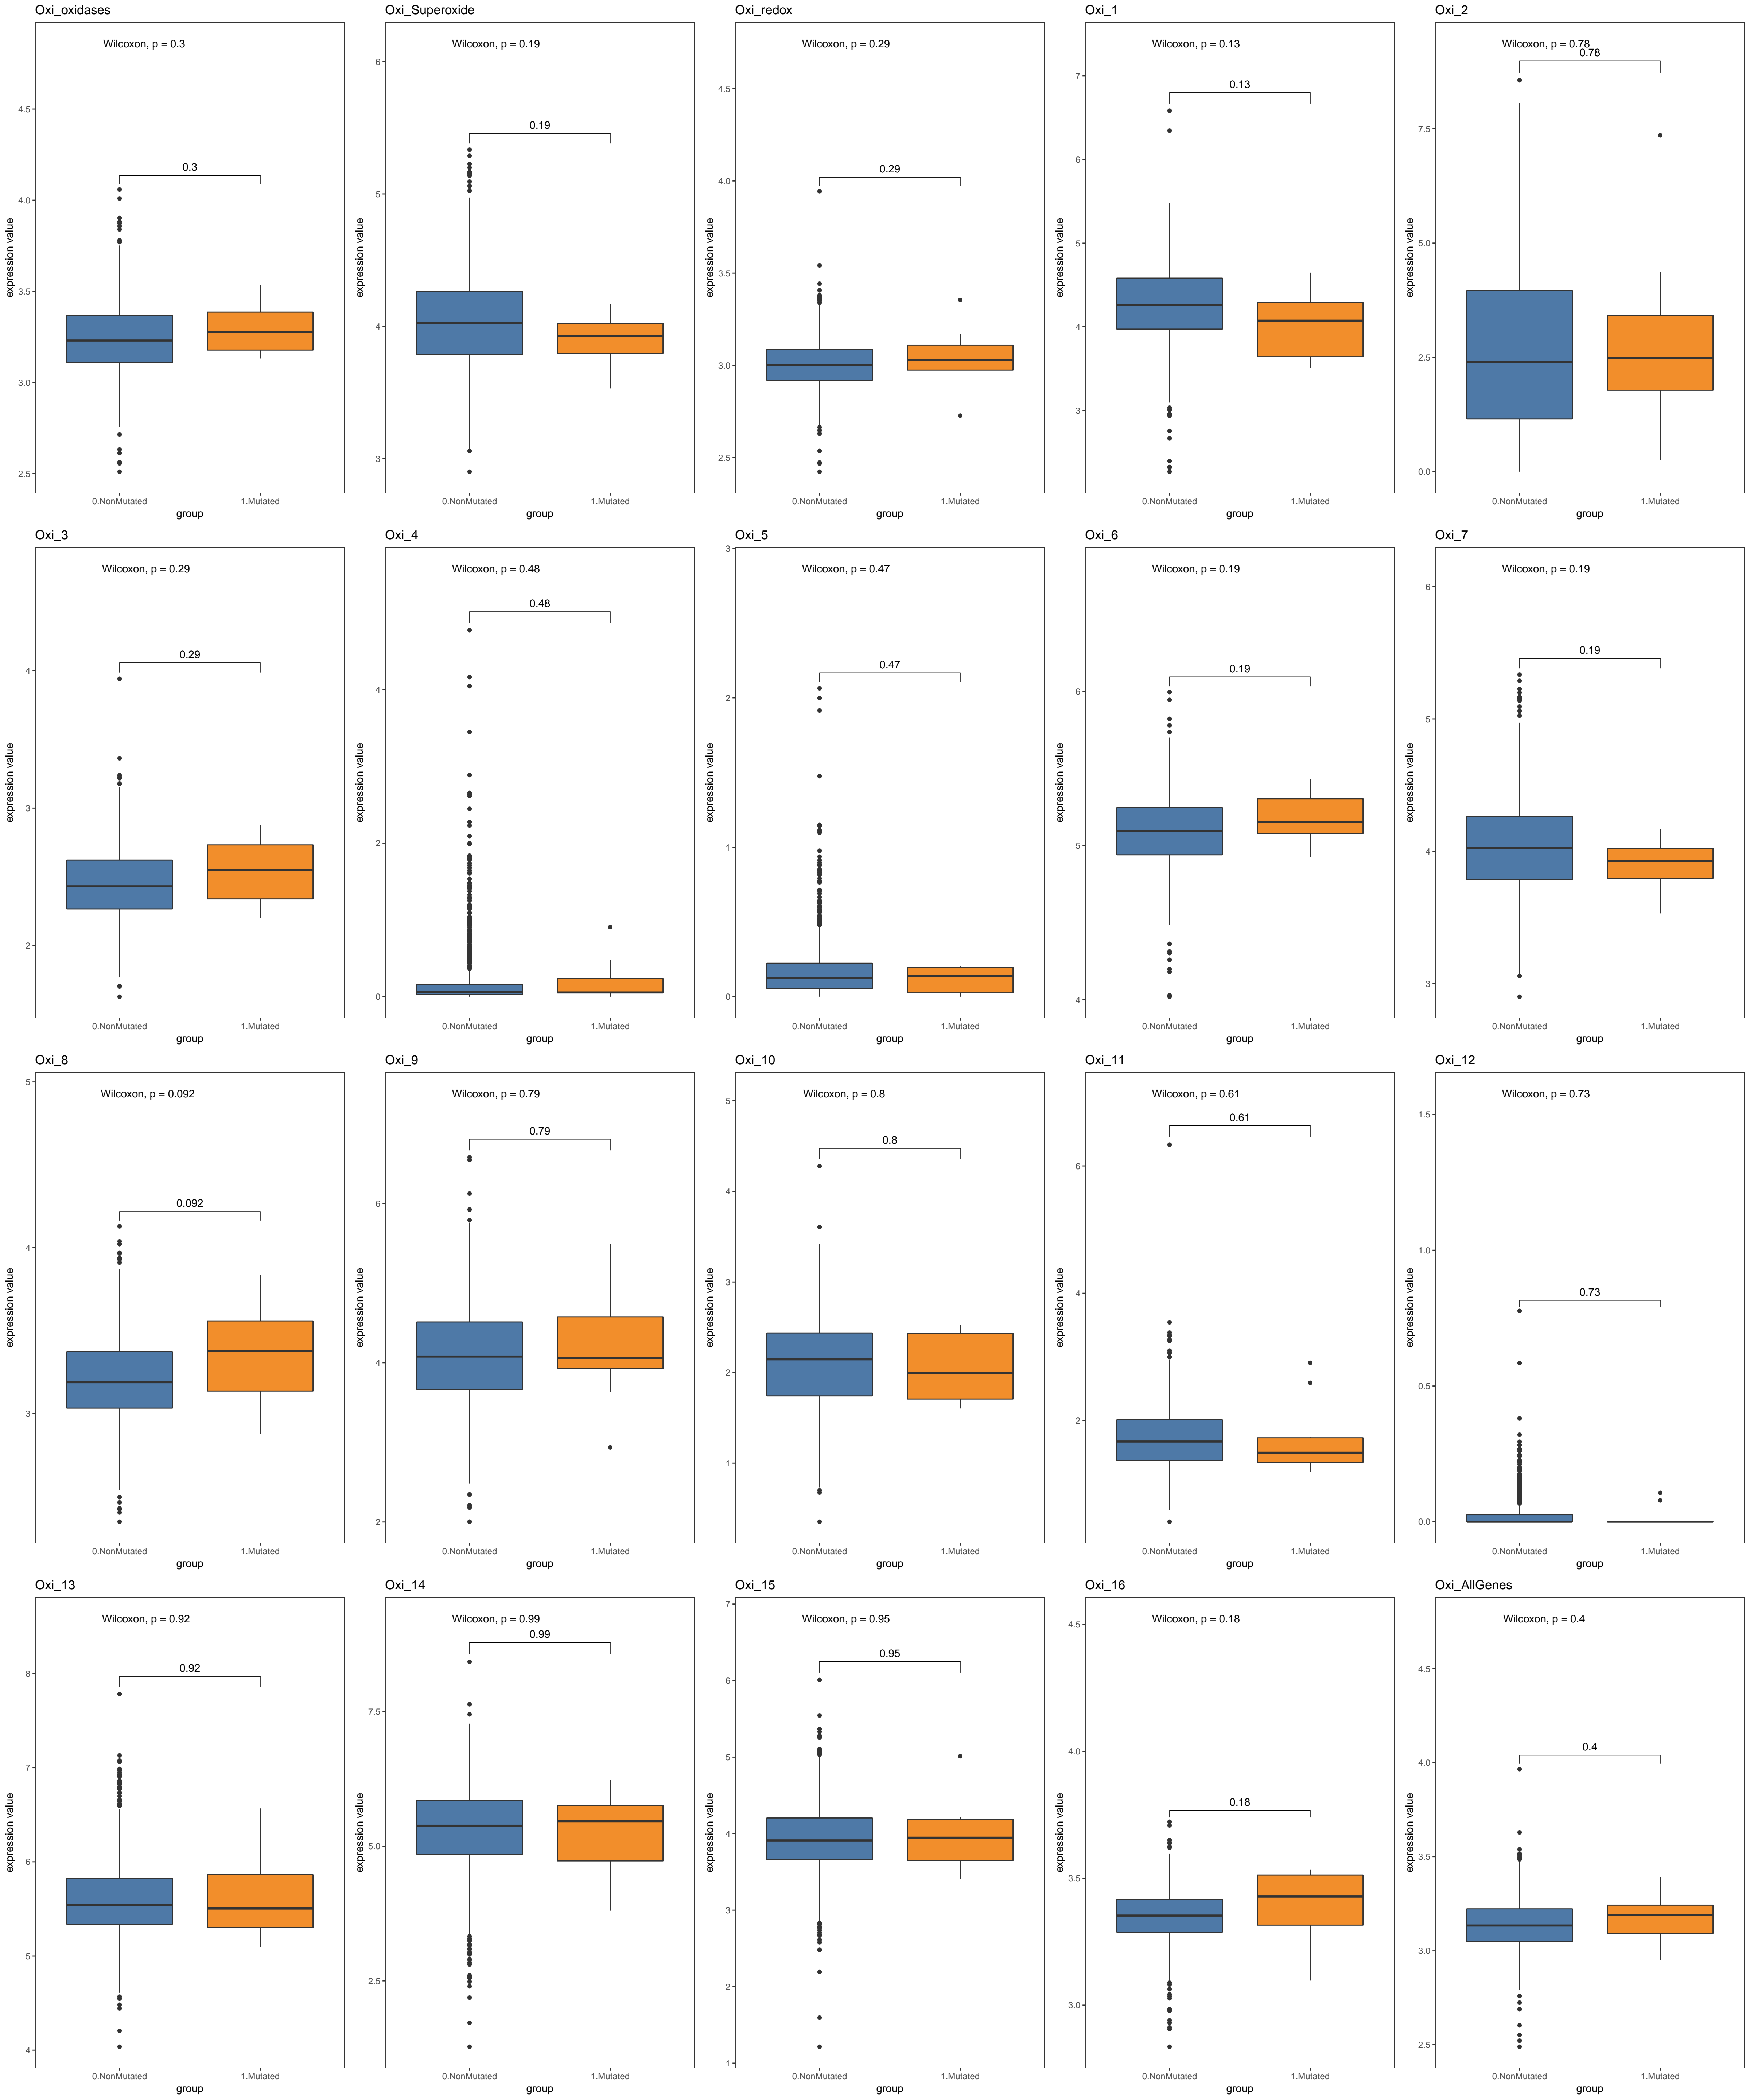 Oxi_oxidases
Wilcoxon, p = 0.3
0.3
4.5
4.0
3.5
3.0
2.5
expression value
0.NonMutated
1.Mutated
group
Oxi_Superoxide
Wilcoxon, p = 0.19
0.19
6
5
4
3
expression value
0.NonMutated
1.Mutated
group
Oxi_redox
Wilcoxon, p = 0.29
0.29
4.5
4.0
3.5
3.0
2.5
expression value
0.NonMutated
1.Mutated
group
Oxi_1
Wilcoxon, p = 0.13
0.13
7
6
5
4
3
expression value
0.NonMutated
1.Mutated
group
Oxi_2
Wilcoxon, p = 0.78
0.78
7.5
5.0
2.5
0.0
expression value
0.NonMutated
1.Mutated
group
Oxi_3
Wilcoxon, p = 0.29
0.29
4
3
2
expression value
0.NonMutated
1.Mutated
group
Oxi_4
Wilcoxon, p = 0.48
0.48
4
2
0
expression value
0.NonMutated
1.Mutated
group
Oxi_5
Wilcoxon, p = 0.47
0.47
3
2
1
0
expression value
0.NonMutated
1.Mutated
group
Oxi_6
Wilcoxon, p = 0.19
0.19
6
5
4
expression value
0.NonMutated
1.Mutated
group
Oxi_7
Wilcoxon, p = 0.19
0.19
6
5
4
3
expression value
0.NonMutated
1.Mutated
group
Oxi_8
Wilcoxon, p = 0.092
0.092
5
4
3
expression value
0.NonMutated
1.Mutated
group
Oxi_9
Wilcoxon, p = 0.79
0.79
6
4
2
expression value
0.NonMutated
1.Mutated
group
Oxi_10
Wilcoxon, p = 0.8
0.8
5
4
3
2
1
expression value
0.NonMutated
1.Mutated
group
Oxi_11
Wilcoxon, p = 0.61
0.61
6
4
2
expression value
0.NonMutated
1.Mutated
group
Oxi_12
Wilcoxon, p = 0.73
0.73
1.5
1.0
0.5
0.0
expression value
0.NonMutated
1.Mutated
group
Oxi_13
Wilcoxon, p = 0.92
0.92
8
7
6
5
4
expression value
0.NonMutated
1.Mutated
group
Oxi_14
Wilcoxon, p = 0.99
0.99
7.5
5.0
2.5
expression value
0.NonMutated
1.Mutated
group
Oxi_15
Wilcoxon, p = 0.95
0.95
7
6
5
4
3
2
1
expression value
0.NonMutated
1.Mutated
group
Oxi_16
Wilcoxon, p = 0.18
0.18
4.5
4.0
3.5
3.0
expression value
0.NonMutated
1.Mutated
group
Oxi_AllGenes
Wilcoxon, p = 0.4
0.4
4.5
4.0
3.5
3.0
2.5
expression value
0.NonMutated
1.Mutated
group